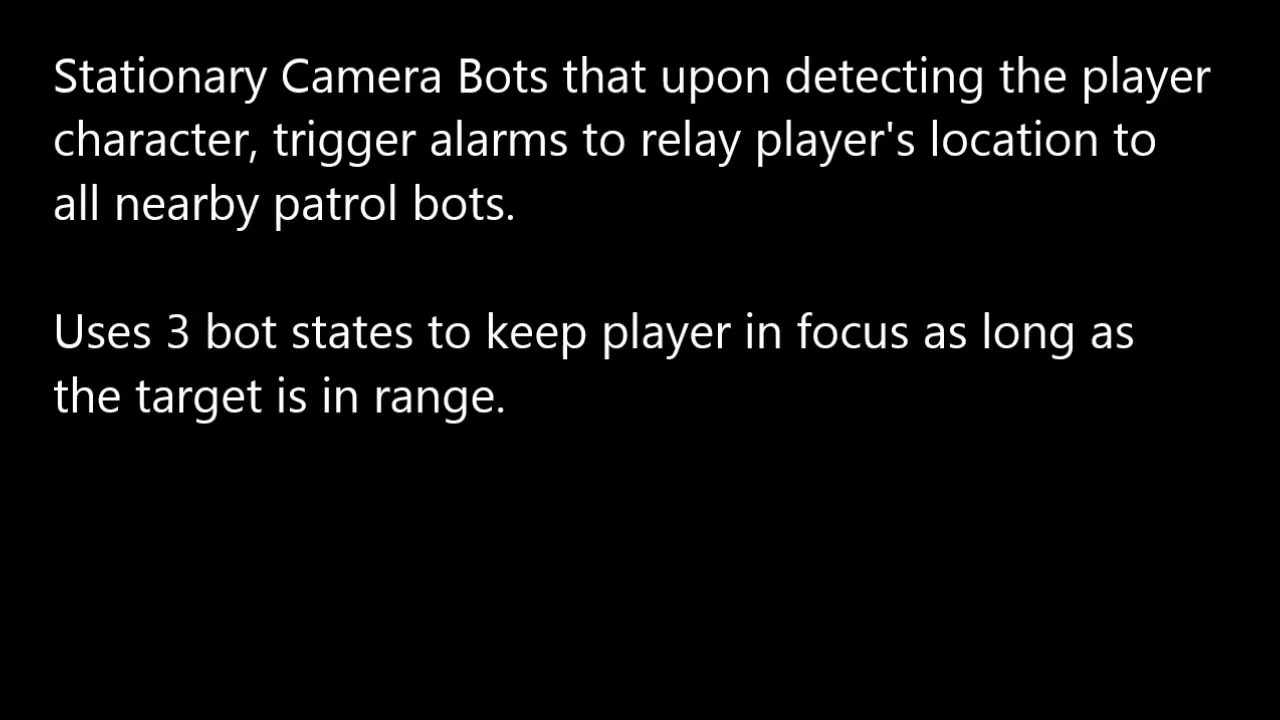 Stationary Camera Bots that upon detecting the player
character, trigger alarms to relay player's location to
all nearby patrol bots.
Uses 3 bot states to keep player in focus as long as
the target is in range.